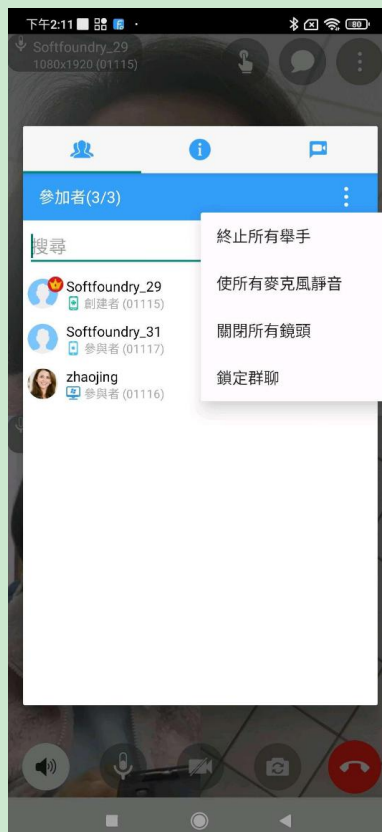 下午2:11
80
Softfoundry_29
1080x1920 (01115)
參加者(3/3)
搜尋
終止所有舉手
使所有麥克風靜音
關閉所有鏡頭
鎖定群聊
Softfoundry_29
創建者 (01115)
Softfoundry_31
參與者 (01117)
zhaojing
參與者 (01116)